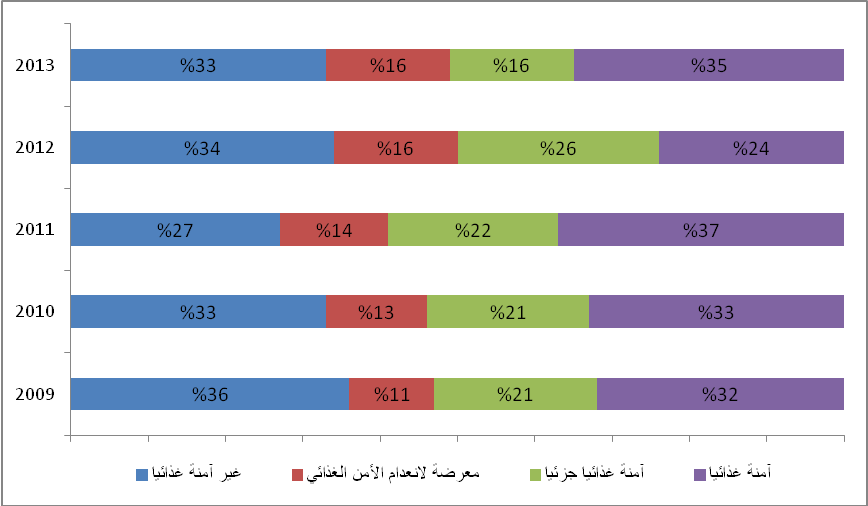 2013 %33 %16 %16 %35
2012 %34 %16 %26 %24
2011 %27 %14 %22 %37
2010 %33 %13 %21 %33
2009 %36 %11 %21 %32
غير آمنة غذائيا معرضة لانعدام الأمن الغذائي آمنة غذائيا جزئيا آمنة غذائيا